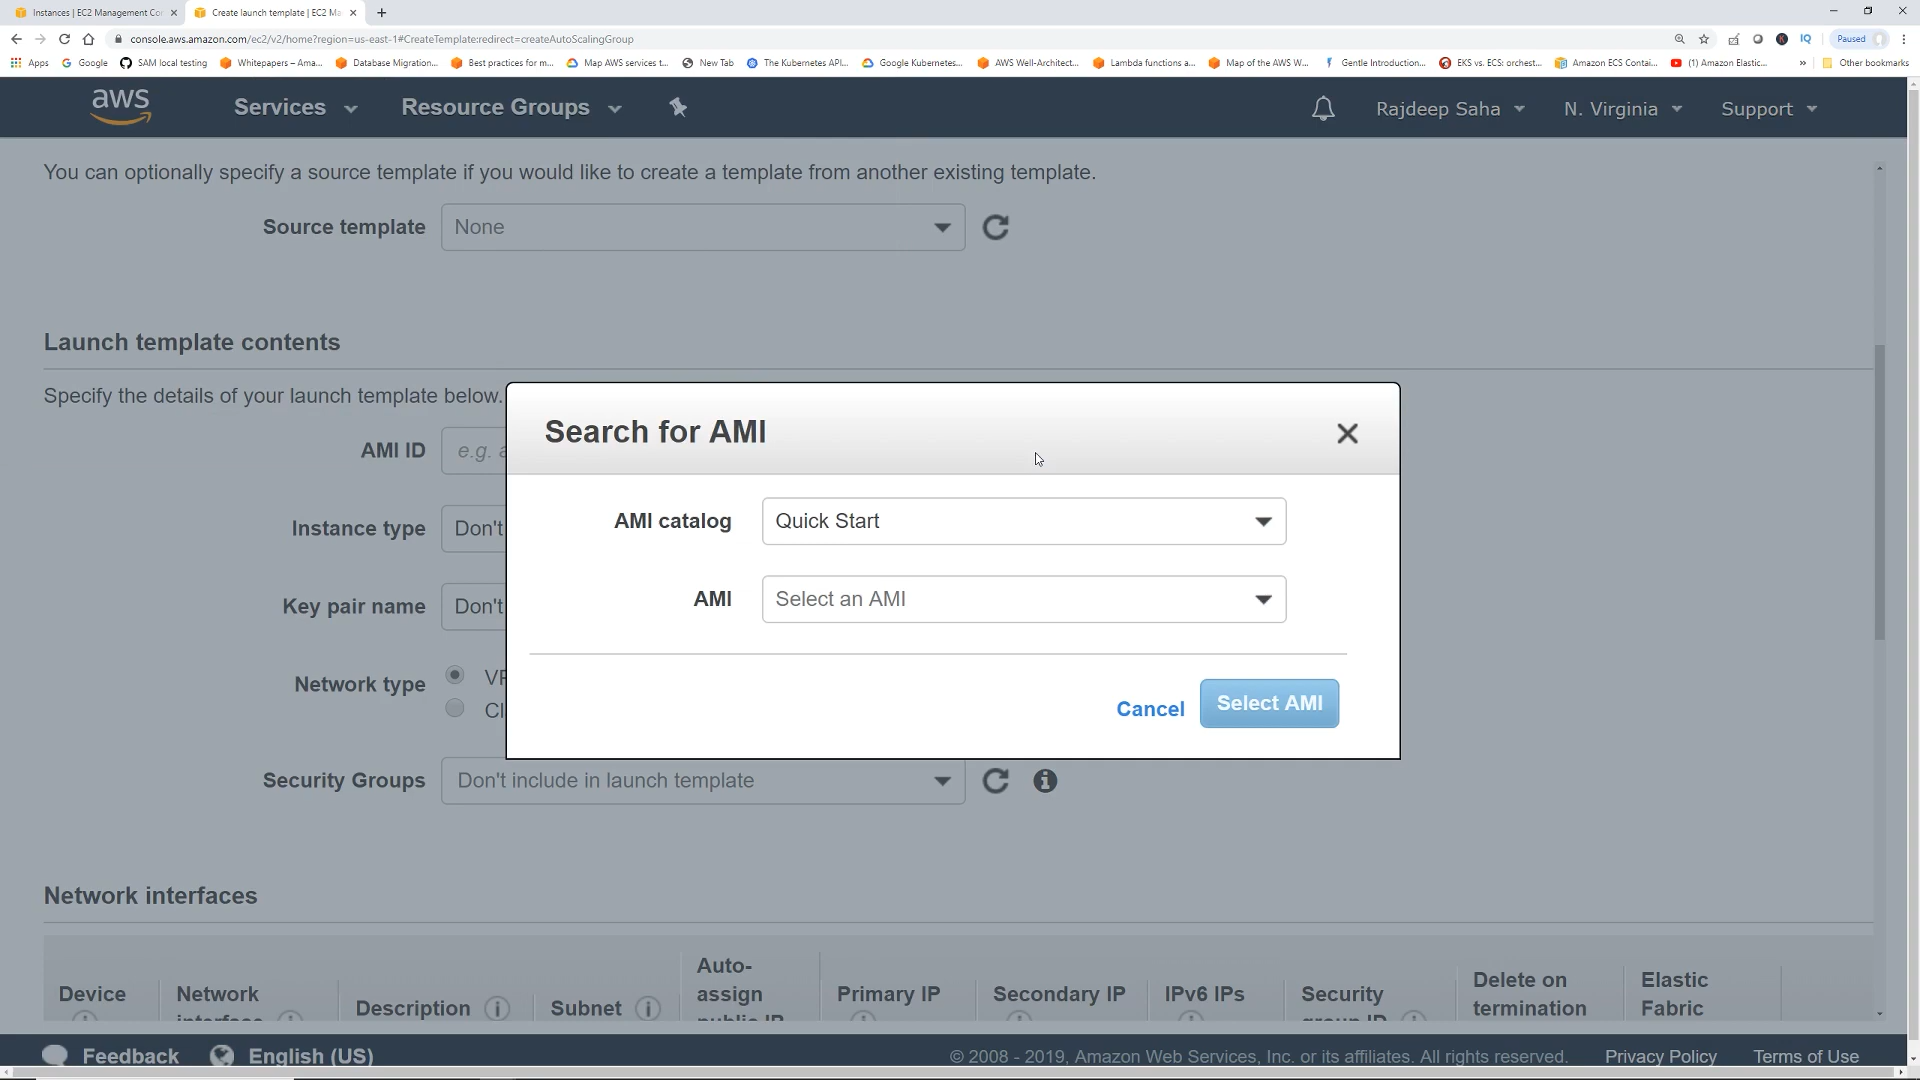 Instances | EC2 Management Con
Create launch template | EC2 Ma
console.aws.amazon.com/ec2/v2/home?region=us-east-1#CreateTemplate:redirect=createAutoScalingGroup
IQ
Paused
Apps
Google
SAM local testing
Whitepapers – Ama...
Database Migration...
Best practices for m...
Map AWS services t...
New Tab
The Kubernetes API...
Google Kubernetes...
AWS Well-Architect...
Lambda functions a...
Map of the AWS W...
Gentle Introduction...
EKS vs. ECS: orchest...
Amazon ECS Contai...
(1) Amazon Elastic...
»
Other bookmarks
aws
Services
Resource Groups
Rajdeep Saha
N. Virginia
Support
You can optionally specify a source template if you would like to create a template from another existing template.
Source template
None
Launch template contents
Specify the details of your launch template below.
AMI ID
e.g. a
Instance type
Don't
Key pair name
Don't
Network type
Security Groups
Don't include in launch template
Search for AMI
AMI catalog
Quick Start
AMI
Select an AMI
Cancel
Select AMI
Network interfaces
Device
Network
interface
Description
Subnet
Auto-
assign
public IP
Primary IP
Secondary IP
IPv6 IPs
Security
group ID
Delete on
termination
Elastic
Fabric
Feedback
English (US)
© 2008 - 2019, Amazon Web Services, Inc. or its affiliates. All rights reserved.
Privacy Policy
Terms of Use